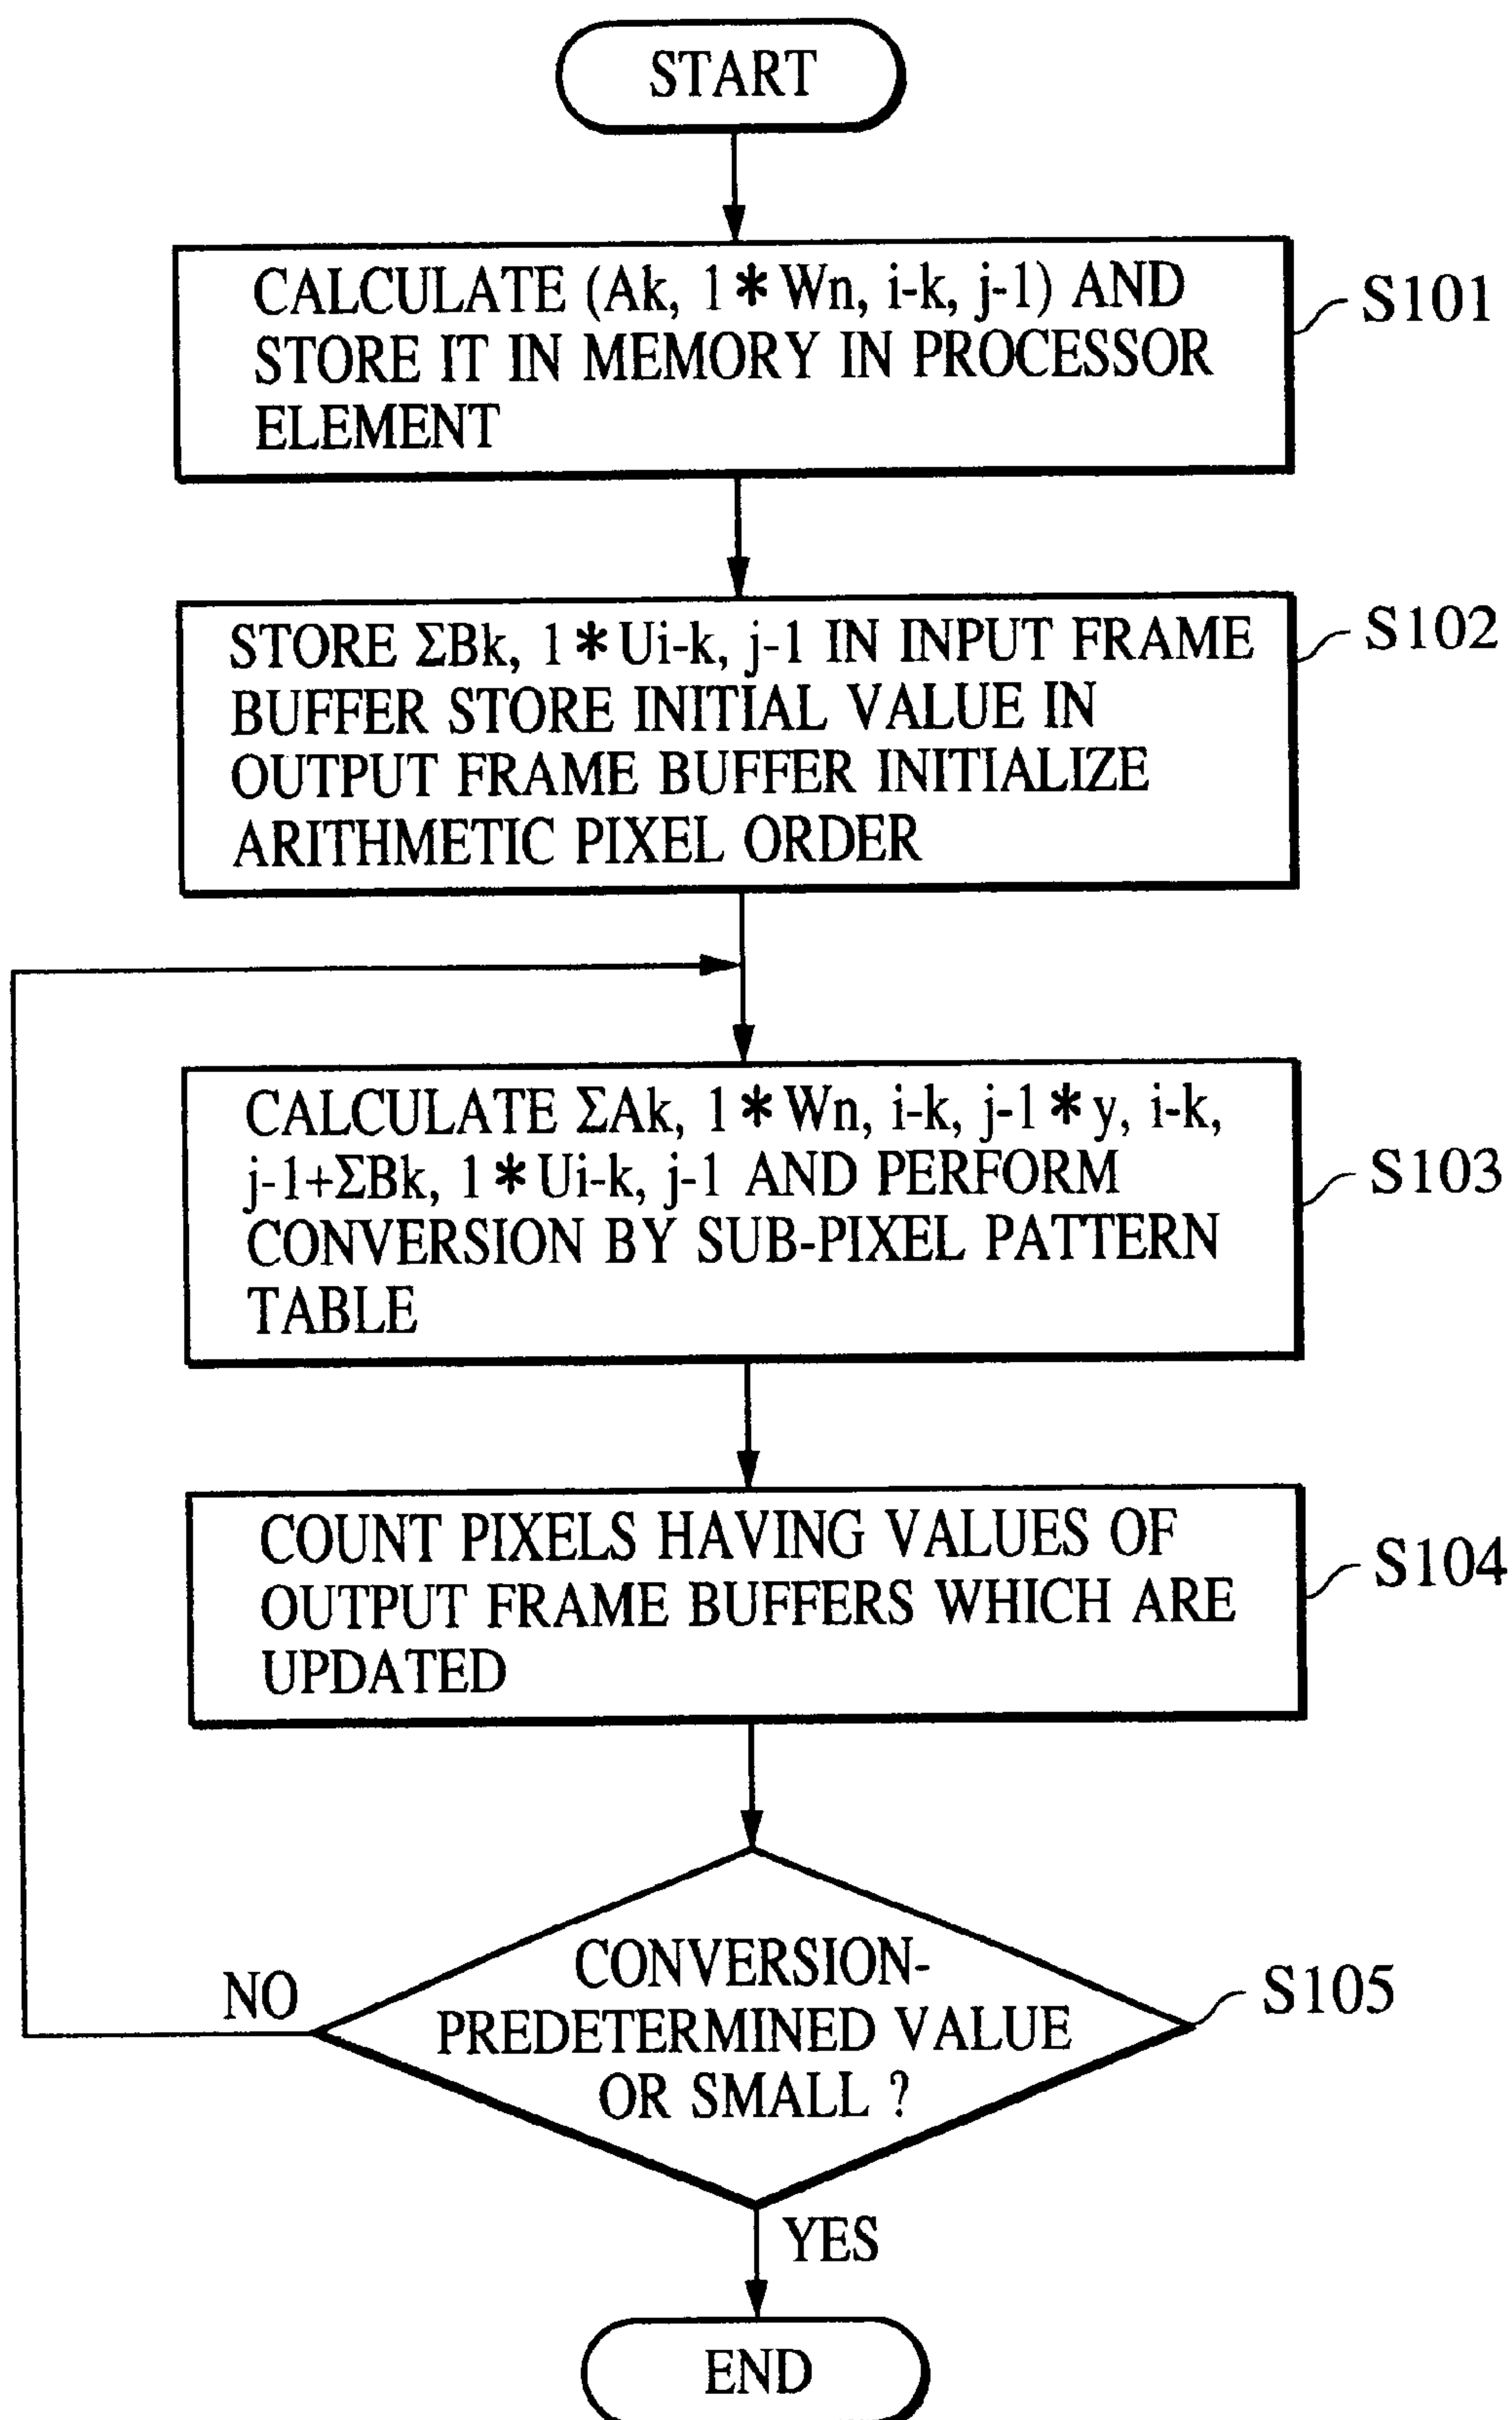 START
CALCULATE (Ak, 1 * Wn, i-k, j-1) AND
STORE IT IN MEMORY IN PROCESSOR
ELEMENT
S101
STORE ΣBk, 1 * Ui-k, j-1 IN INPUT FRAME
BUFFER STORE INITIAL VALUE IN
OUTPUT FRAME BUFFER INITIALIZE
ARITHMETIC PIXEL ORDER
S102
CALCULATE ΣAk, 1 * Wn, i-k, j-1 * y, i-k,
j-1+ΣBk, 1 * Ui-k, j-1 AND PERFORM
CONVERSION BY SUB-PIXEL PATTERN
TABLE
S103
COUNT PIXELS HAVING VALUES OF
OUTPUT FRAME BUFFERS WHICH ARE
UPDATED
S104
CONVERSION-
PREDETERMINED VALUE
OR SMALL ?
S105
NO
YES
END